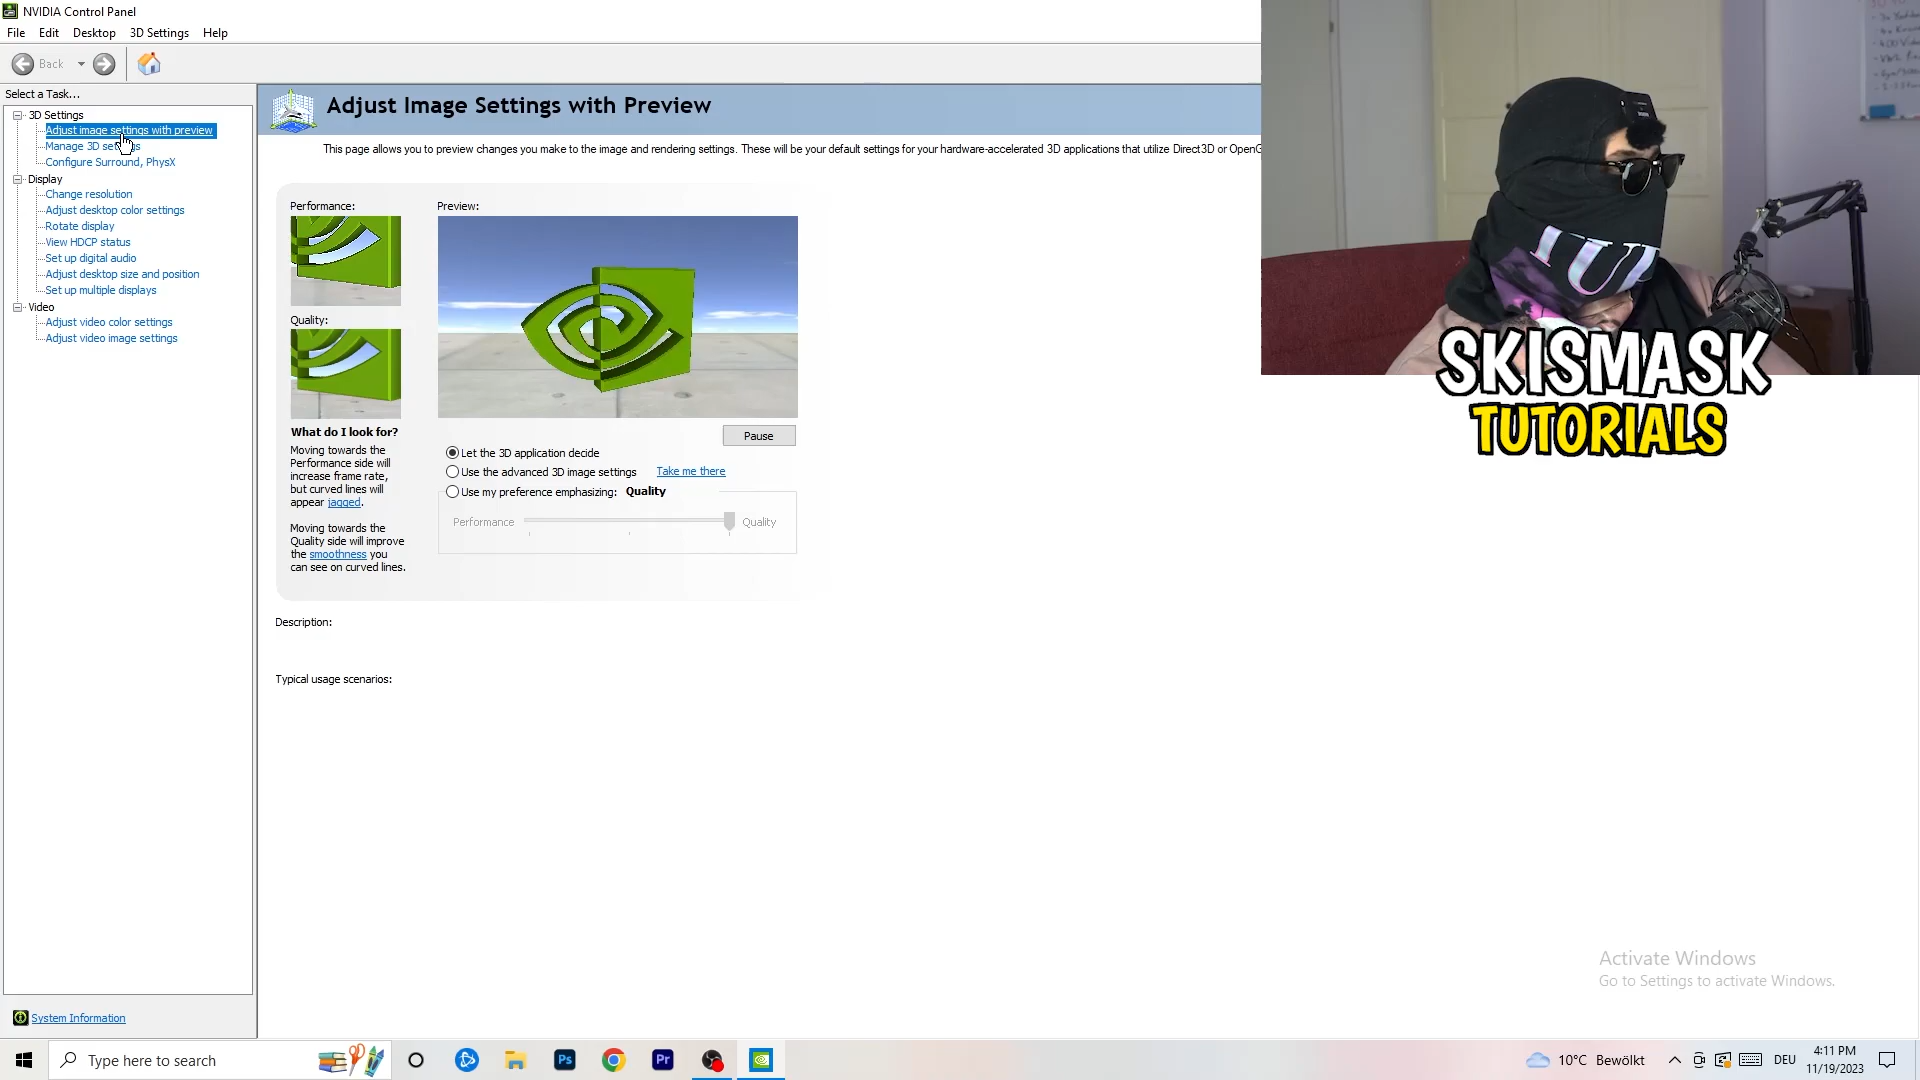 NVIDIA Control Panel
File Edit Desktop 3D Settings Help
Back
Select a Task...
3D Settings
Adjust image settings with preview
Manage 3D
Configure Surround, PhysX
Display
Change resolution
Adjust desktop color settings
Rotate display
View HDCP status
Set up digital audio
Adjust desktop size and position
Set up multiple displays
Video
Adjust video color settings
Adjust video image settings
System Information
Adjust Image Settings with Preview
This page allows you to preview changes you make to the image and rendering settings. These will be your default settings for your hardware-accelerated 3D applications that utilize Direct3D or
Performance:
Preview:
Quality:
What do I look for?
Moving towards the
Performance side will
increase frame rate,
but curved lines will
appear jagged.
Moving towards the
Quality side will improve
the smoothness you
can see on curved lines.
Pause
Let the 3D application decide
Use the advanced 3D image settings Take me there
Use my preference emphasizing: Quality
Performance Quality
Description:
Typical usage scenarios:
SKISMASK
TUTORIALS
Activate Windows
Go to Settings to activate Windows.
Type here to search
Ps
Pr
10°C Bewölkt
DEU
4:11 PM
11/19/2023